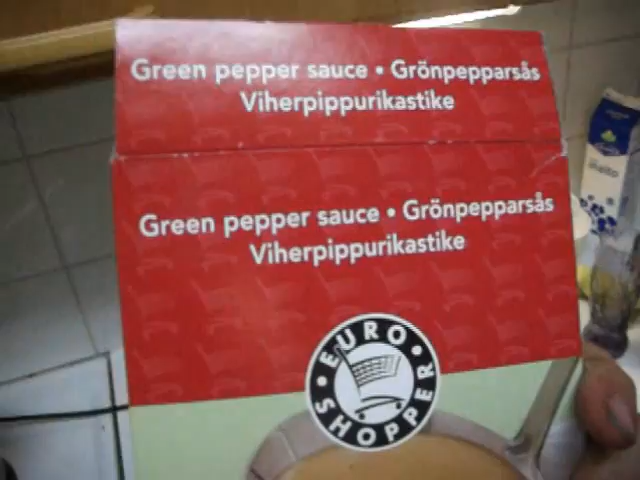 Green pepper sauce • Grönpepparsås
Viherpippurikastike
Green pepper sauce • Grönpepparsås
Viherpippurikastike
EURO
SHOPPER